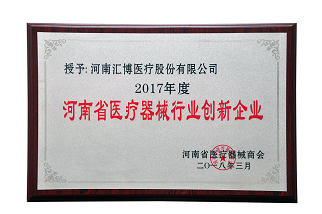 授予:河南汇博医疗股份有限公司
2017年度
河南省医疗器械行业创新企业
河南省医疗器械商会
二〇一八年三月